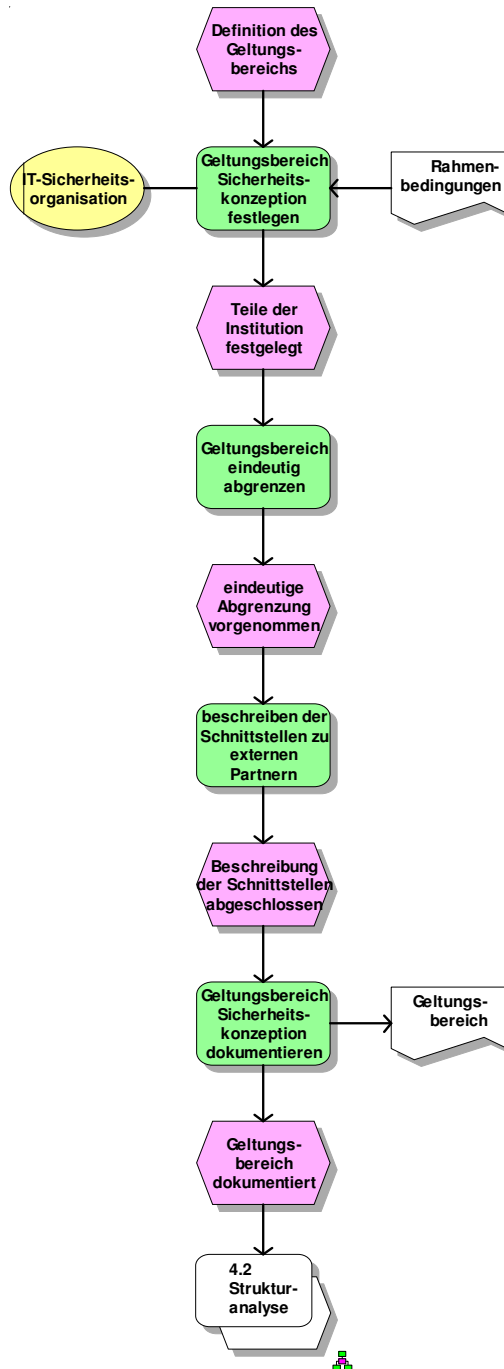 Definition des
Geltungs-
bereichs
IT-Sicherheits-
organisation
Geltungsbereich
Sicherheits-
konzeption
festlegen
Rahmen-
bedingungen
Teile der
Institution
festgelegt
Geltungsbereich
eindeutig
abgrenzen
eindeutige
Abgrenzung
vorgenommen
beschreiben der
Schnittstellen zu
externen
Partnern
Beschreibung
der Schnittstellen
abgeschlossen
Geltungsbereich
Sicherheits-
konzeption
dokumentieren
Geltungs-
bereich
Geltungs-
bereich
dokumentiert
4.2
Struktur-
analyse